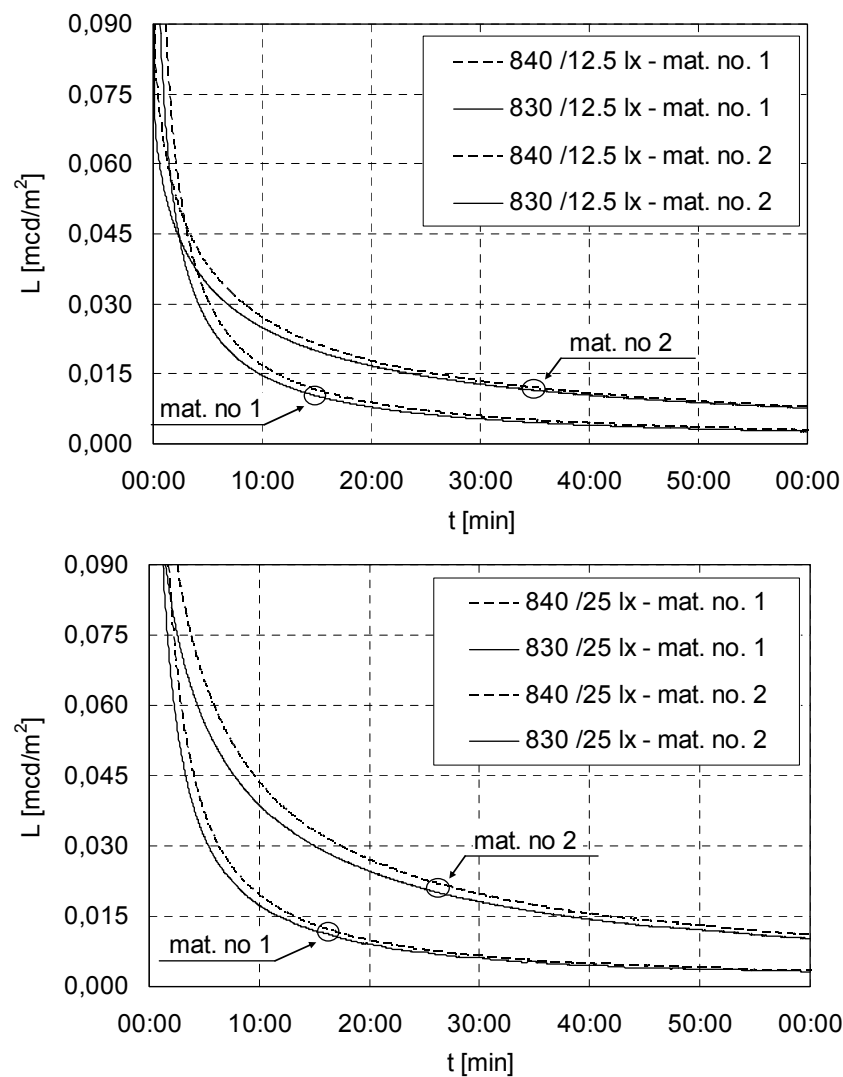 0,090
0,075
0,060
0,045
0,030
0,015
0,000
L [mcd/m²]
840 /12.5 lx - mat. no. 1
830 /12.5 lx - mat. no. 1
840 /12.5 lx - mat. no. 2
830 /12.5 lx - mat. no. 2
mat. no 2
mat. no 1
00:00 10:00 20:00 30:00 40:00 50:00 00:00
t [min]
0,090
0,075
0,060
0,045
0,030
0,015
0,000
L [mcd/m²]
840 /25 lx - mat. no. 1
830 /25 lx - mat. no. 1
840 /25 lx - mat. no. 2
830 /25 lx - mat. no. 2
mat. no 2
mat. no 1
00:00 10:00 20:00 30:00 40:00 50:00 00:00
t [min]